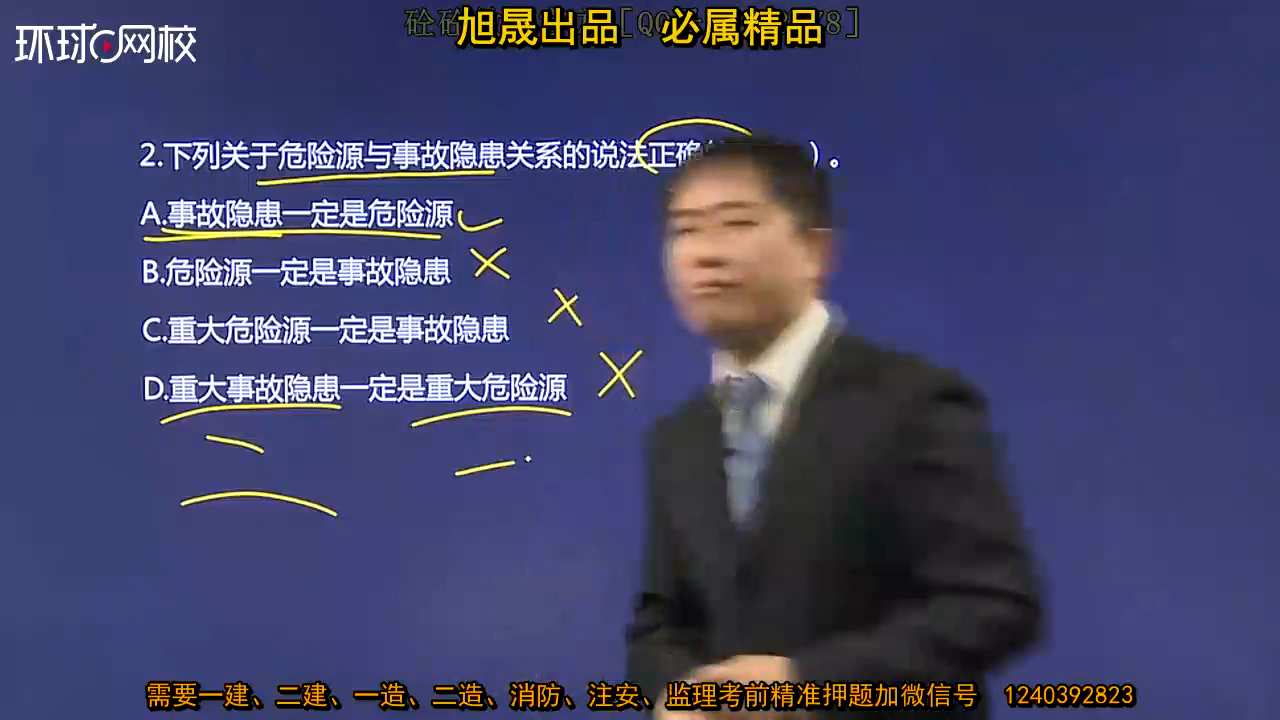 旭晟出品 必属精品
环球网校
2.下列关于危险源与事故隐患关系的说法正确 ）。
A.事故隐患一定是危险源
B.危险源一定是事故隐患
C.重大危险源一定是事故隐患
D.重大事故隐患一定是重大危险源
需要一建、二建、一造、二造、消防、注安、监理考前精准押题加微信号 1240392823